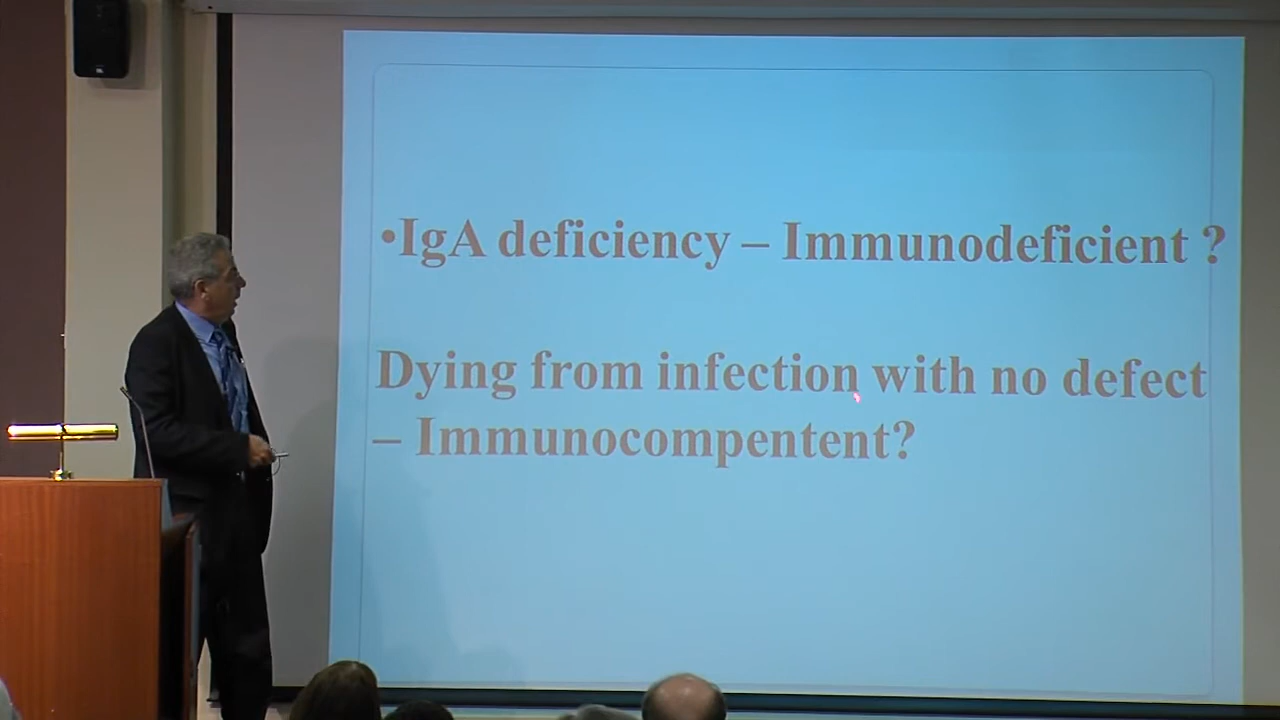 •IgA deficiency – Immunodeficient ?
Dying from infection with no defect
– Immunocompentent?